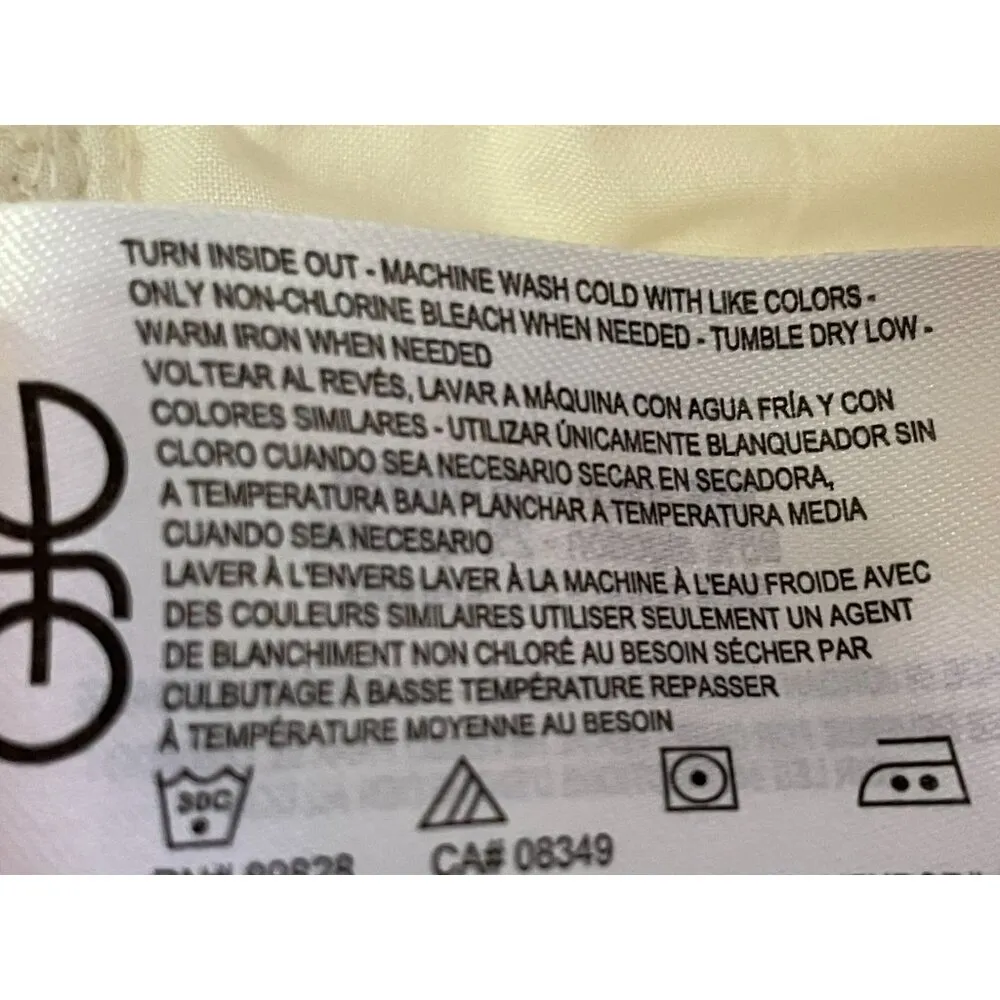 TURN INSIDE OUT - MACHINE WASH COLD WITH LIKE COLORS -
ONLY NON-CHLORINE BLEACH WHEN NEEDED - TUMBLE DRY LOW -
WARM IRON WHEN NEEDED
VOLTEAR AL REVÉS, LAVAR A MÁQUINA CON AGUA FRÍA Y CON
COLORES SIMILARES - UTILIZAR ÚNICAMENTE BLANQUEADOR SIN
CLORO CUANDO SEA NECESARIO SECAR EN SECADORA,
A TEMPERATURA BAJA PLANCHAR A TEMPERATURA MEDIA
CUANDO SEA NECESARIO
LAVER À L'ENVERS LAVER À LA MACHINE À L'EAU FROIDE AVEC
DES COULEURS SIMILAIRES UTILISER SEULEMENT UN AGENT
DE BLANCHIMENT NON CHLORÉ AU BESOIN SÉCHER PAR
CULBUTAGE À BASSE TEMPÉRATURE REPASSER
À TEMPÉRATURE MOYENNE AU BESOIN
30C
CA# 08349